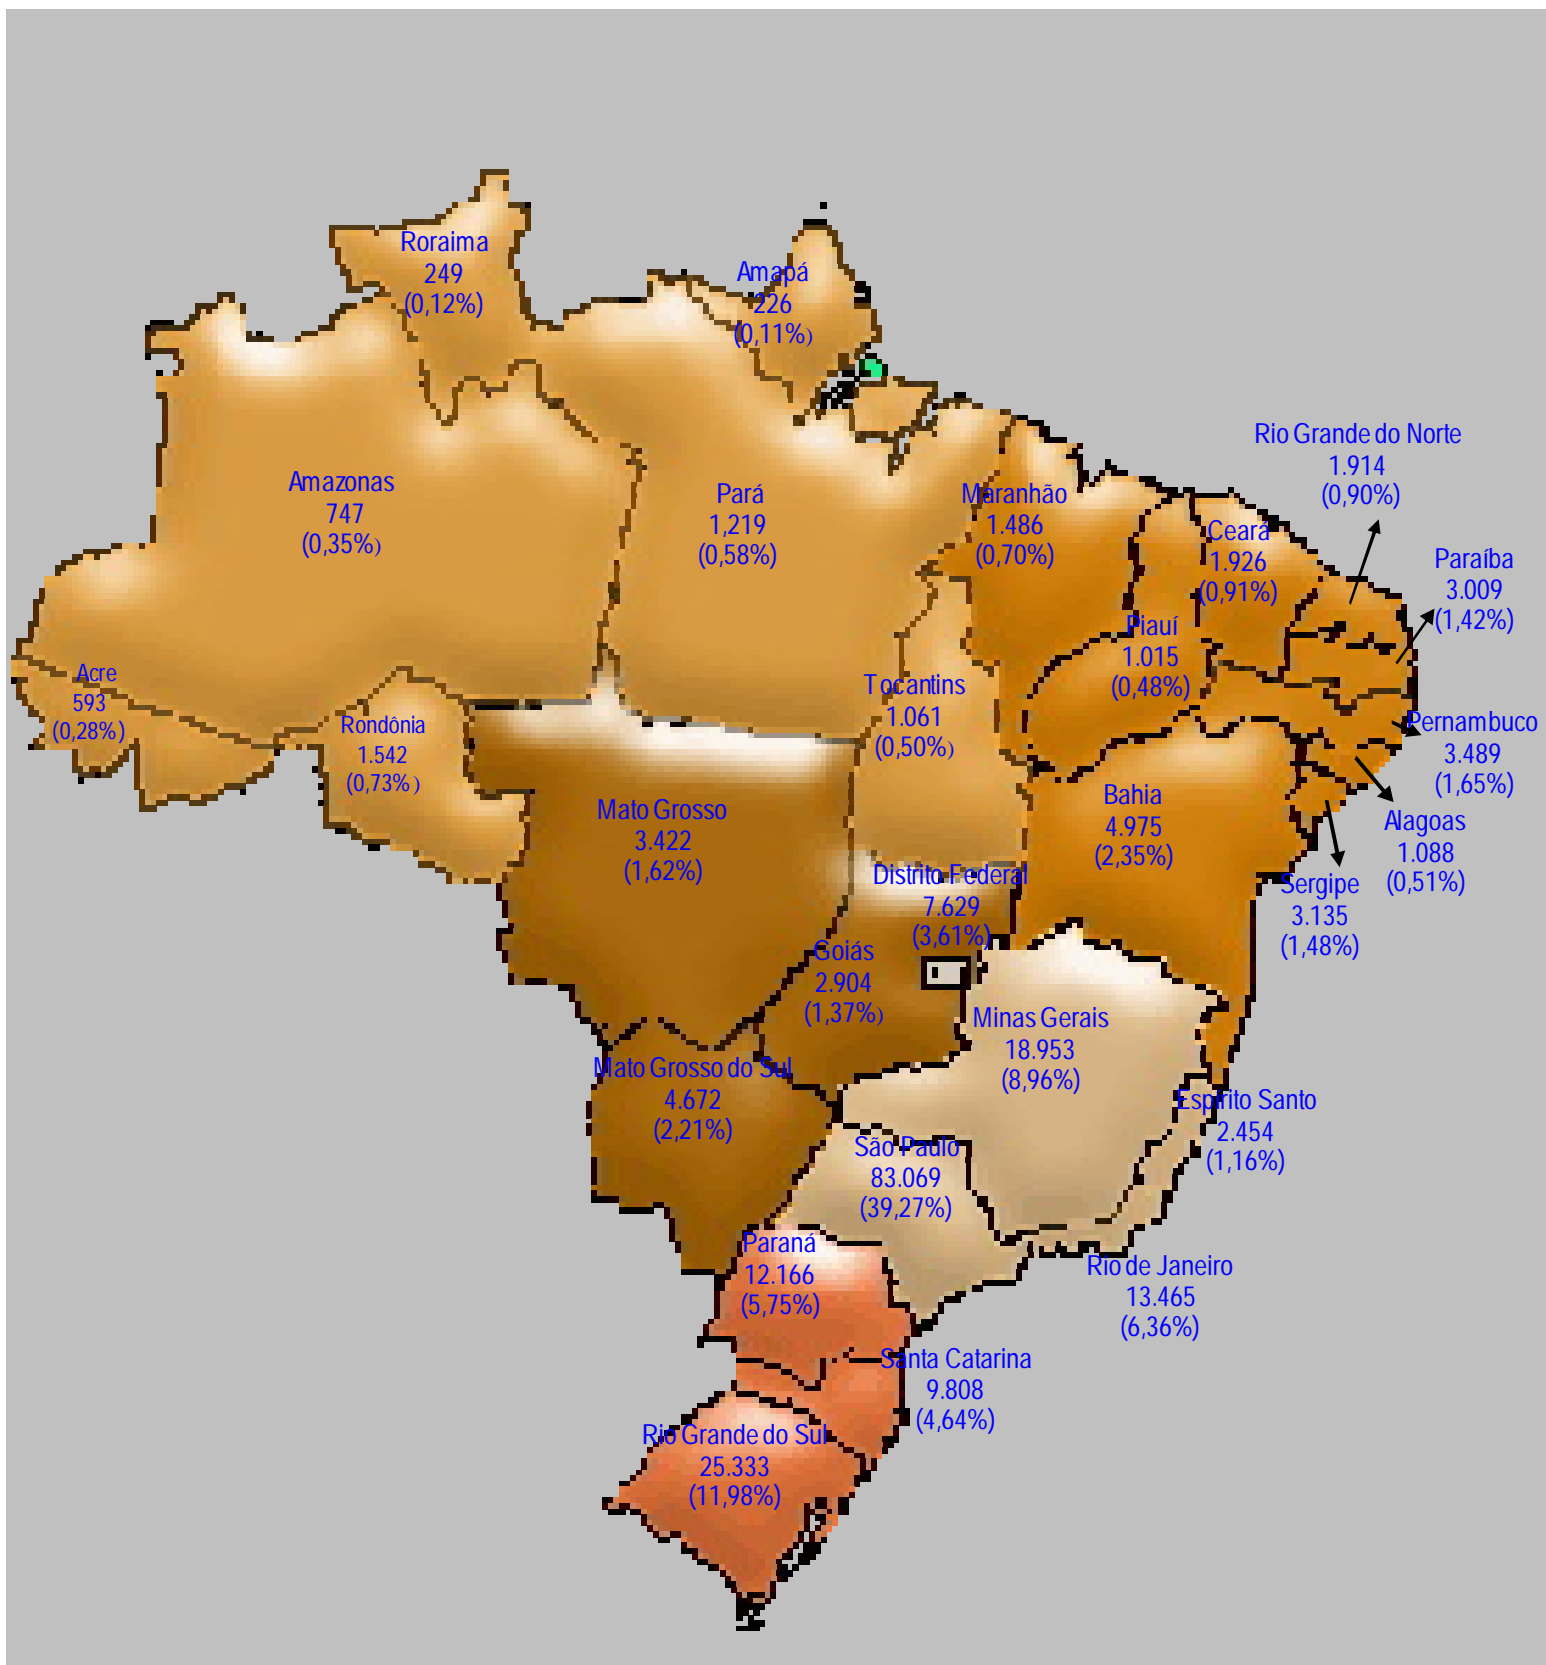 Roraima
249
(0,12%)
Amapá
226
(0,11%)
Rio Grande do Norte
1.914
(0,90%)
Amazonas
747
(0,35%)
Pará
1,219
(0,58%)
Maranhão
1.486
(0,70%)
Ceará
1.926
(0,91%)
Paraíba
3.009
(1,42%)
Piauí
1.015
(0,48%)
Acre
593
(0,28%)
Rondônia
1.542
(0,73%)
Tocantins
1.061
(0,50%)
Pernambuco
3.489
(1,65%)
Mato Grosso
3.422
(1,62%)
Bahia
4.975
(2,35%)
Alagoas
1.088
(0,51%)
Distrito Federal
7.629
(3,61%)
Sergipe
3.135
(1,48%)
Goiás
2.904
(1,37%)
Minas Gerais
18.953
(8,96%)
Mato Grosso do Sul
4.672
(2,21%)
Espírito Santo
2.454
(1,16%)
São Paulo
83.069
(39,27%)
Paraná
12.166
(5,75%)
Rio de Janeiro
13.465
(6,36%)
Santa Catarina
9.808
(4,64%)
Rio Grande do Sul
25.333
(11,98%)